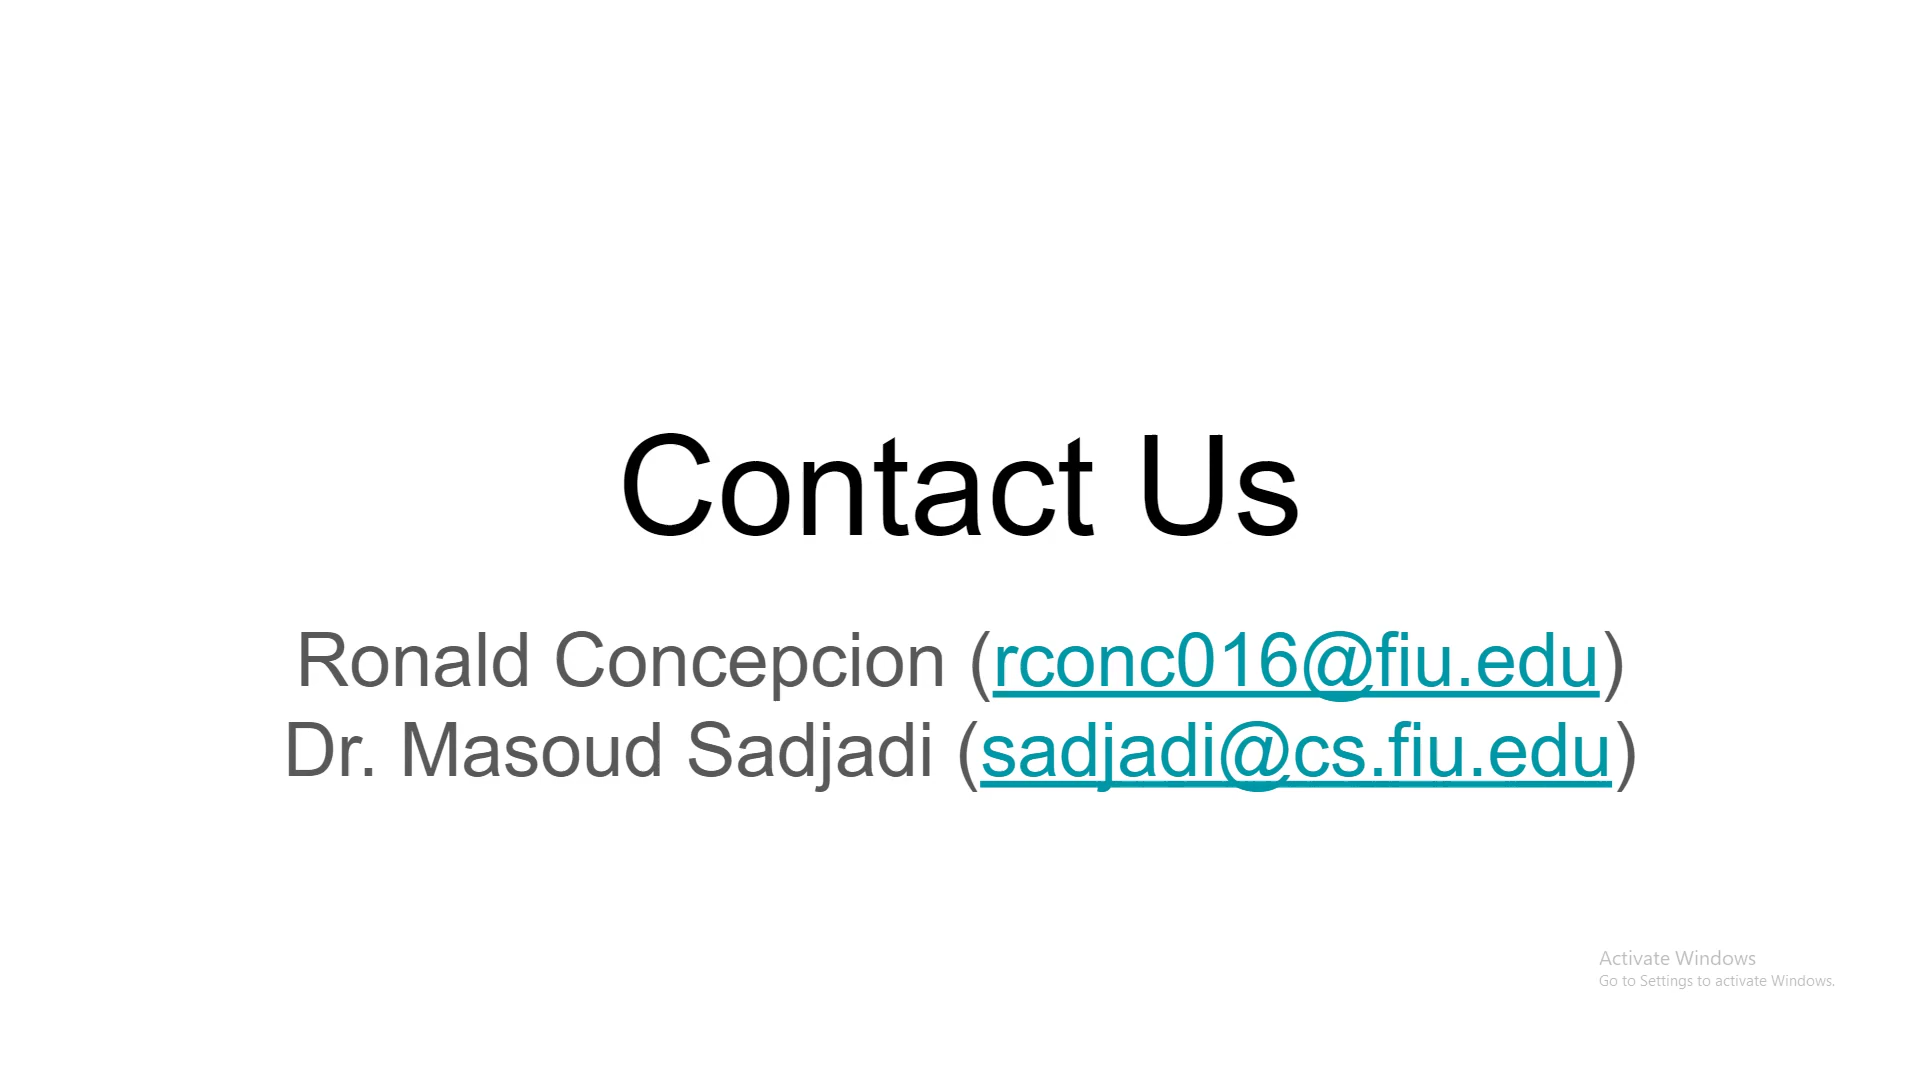 Contact Us
Ronald Concepcion (rconc016@fiu.edu)
Dr. Masoud Sadjadi (sadjadi@cs.fiu.edu)
Activate Windows
Go to Settings to activate Windows.